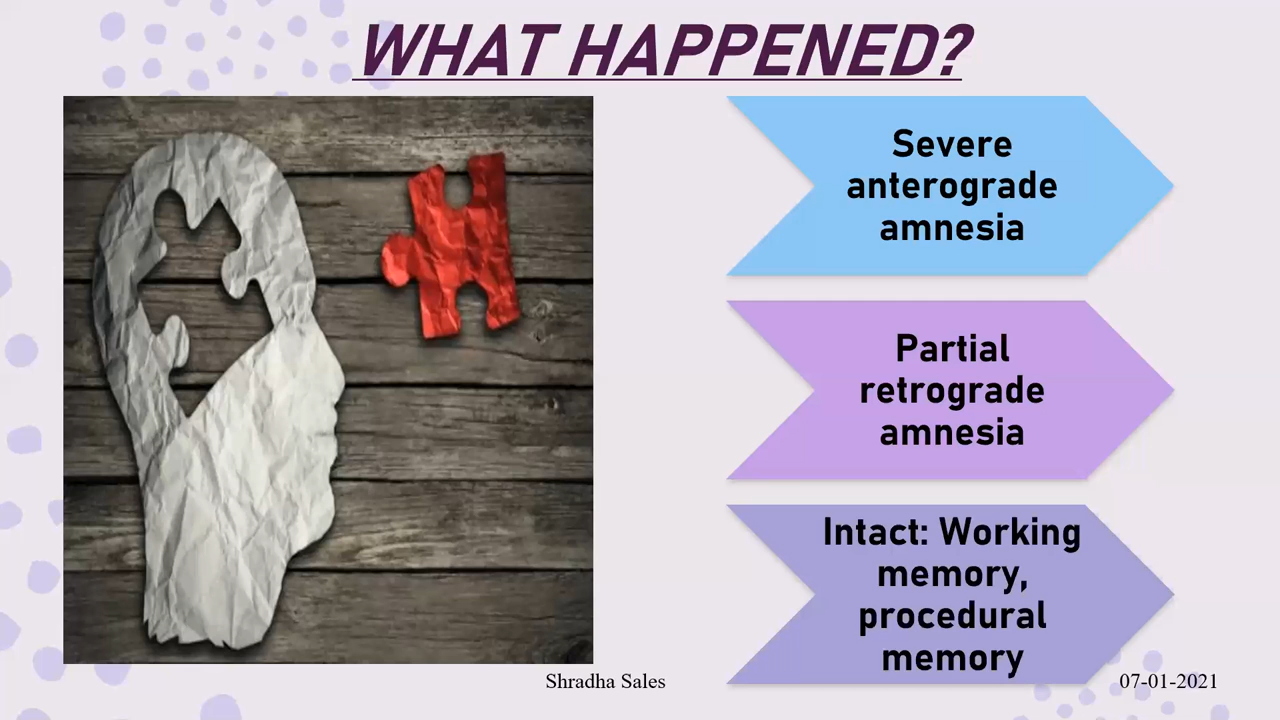 WHAT HAPPENED?
Severe
anterograde
amnesia
Partial
retrograde
amnesia
Intact: Working
memory,
procedural
memory
Shradha Sales
07-01-2021